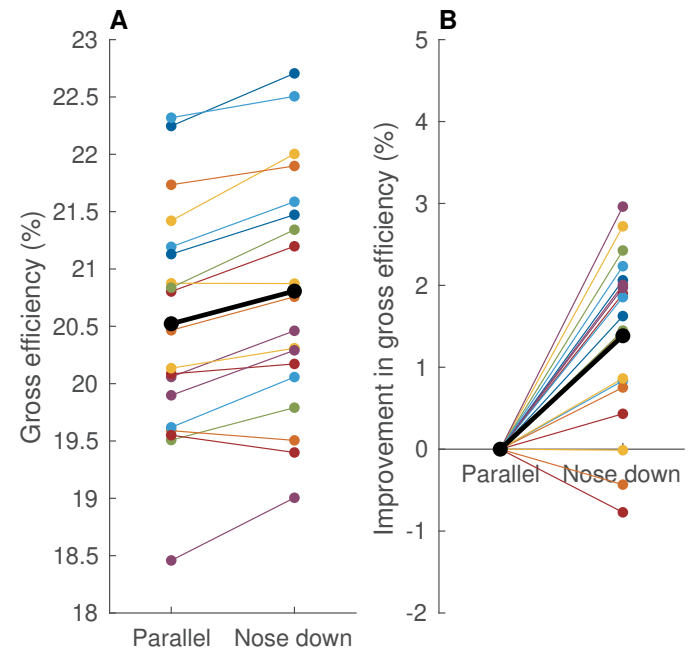 A
Gross efficiency (%)
23
22.5
22
21.5
21
20.5
20
19.5
19
18.5
18
Parallel
Nose down
B
Improvement in gross efficiency (%)
5
4
3
2
1
0
-1
-2
Parallel
Nose down